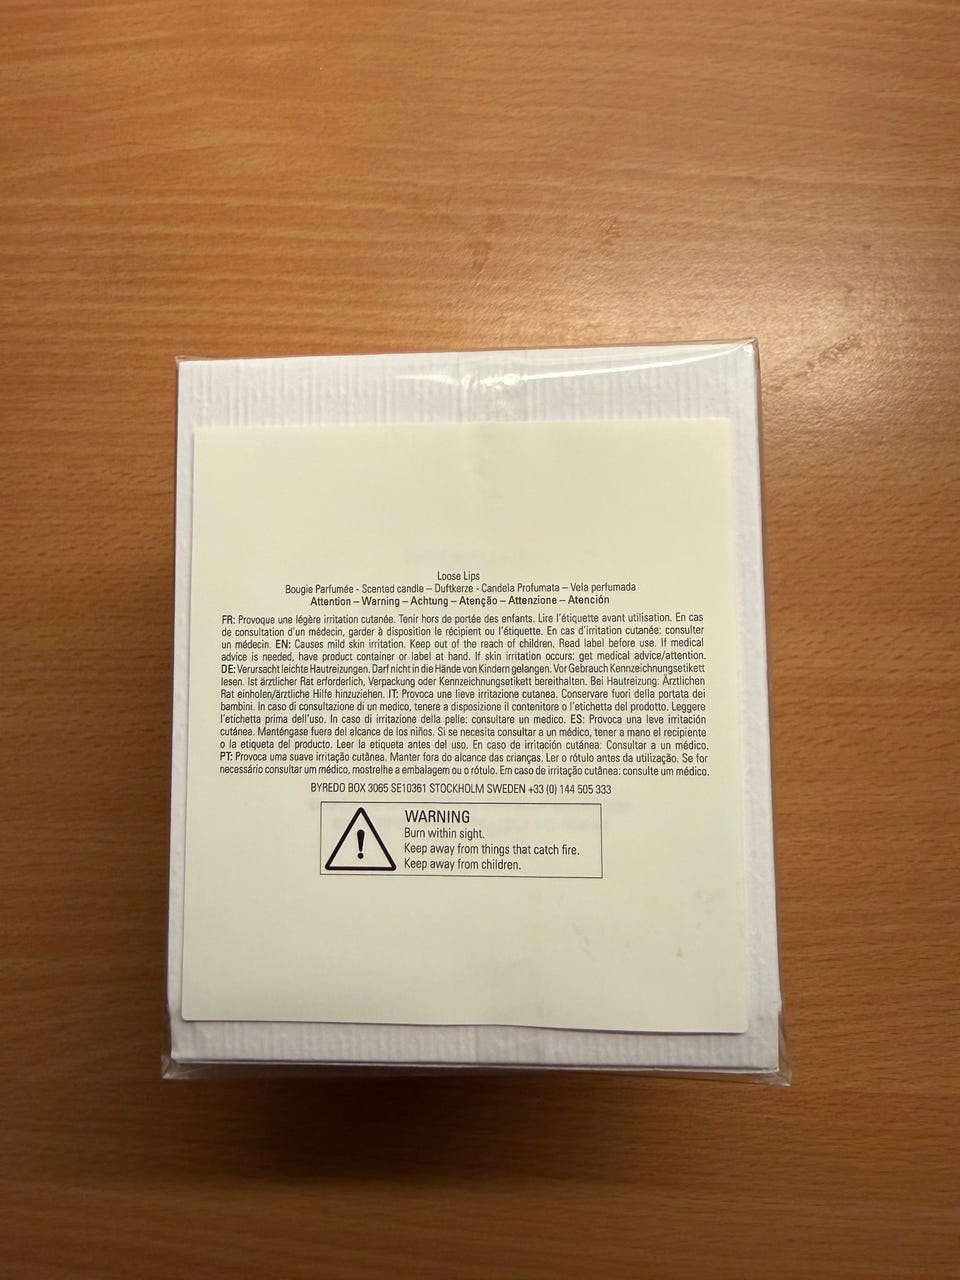 Loose Lips
Bougie Parfumée - Scented candle – Duftkerze - Candela Profumata – Vela perfumada
Attention – Warning – Achtung – Atenção – Attenzione – Atención
FR: Provoque une légère irritation cutanée. Tenir hors de portée des enfants. Lire l'étiquette avant utilisation. En cas
de consultation d'un médecin, garder à disposition le récipient ou l'étiquette. En cas d'irritation cutanée: consulter
un médecin. EN: Causes mild skin irritation. Keep out of the reach of children. Read label before use. If medical
advice is needed, have product container or label at hand. If skin irritation occurs: get medical advice/attention.
DE: Verursacht leichte Hautreizungen. Darf nicht in die Hände von Kindern gelangen. Vor Gebrauch Kennzeichnungsetikett
lesen. Ist ärztlicher Rat erforderlich, Verpackung oder Kennzeichnungsetikett bereithalten. Bei Hautreizung: Ärztlichen
Rat einholen/ärztliche Hilfe hinzuziehen. IT: Provoca una lieve irritazione cutanea. Conservare fuori della portata dei
bambini. In caso di consultazione di un medico, tenere a disposizione il contenitore o l'etichetta del prodotto. Leggere
l'etichetta prima dell'uso. In caso di irritazione della pelle: consultare un medico. ES: Provoca una leve irritación
cutánea. Manténgase fuera del alcance de los niños. Si se necesita consultar a un médico, tener a mano el recipiente
o la etiqueta del producto. Leer la etiqueta antes del uso. En caso de irritación cutánea: Consultar a un médico.
PT: Provoca uma suave irritação cutânea. Manter fora do alcance das crianças. Ler o rótulo antes da utilização. Se for
necessário consultar um médico, mostrelhe a embalagem ou o rótulo. Em caso de irritação cutânea: consulte um médico.
BYREDO BOX 3065 SE10361 STOCKHOLM SWEDEN +33 (0) 144 505 333
WARNING
Burn within sight.
Keep away from things that catch fire.
Keep away from children.